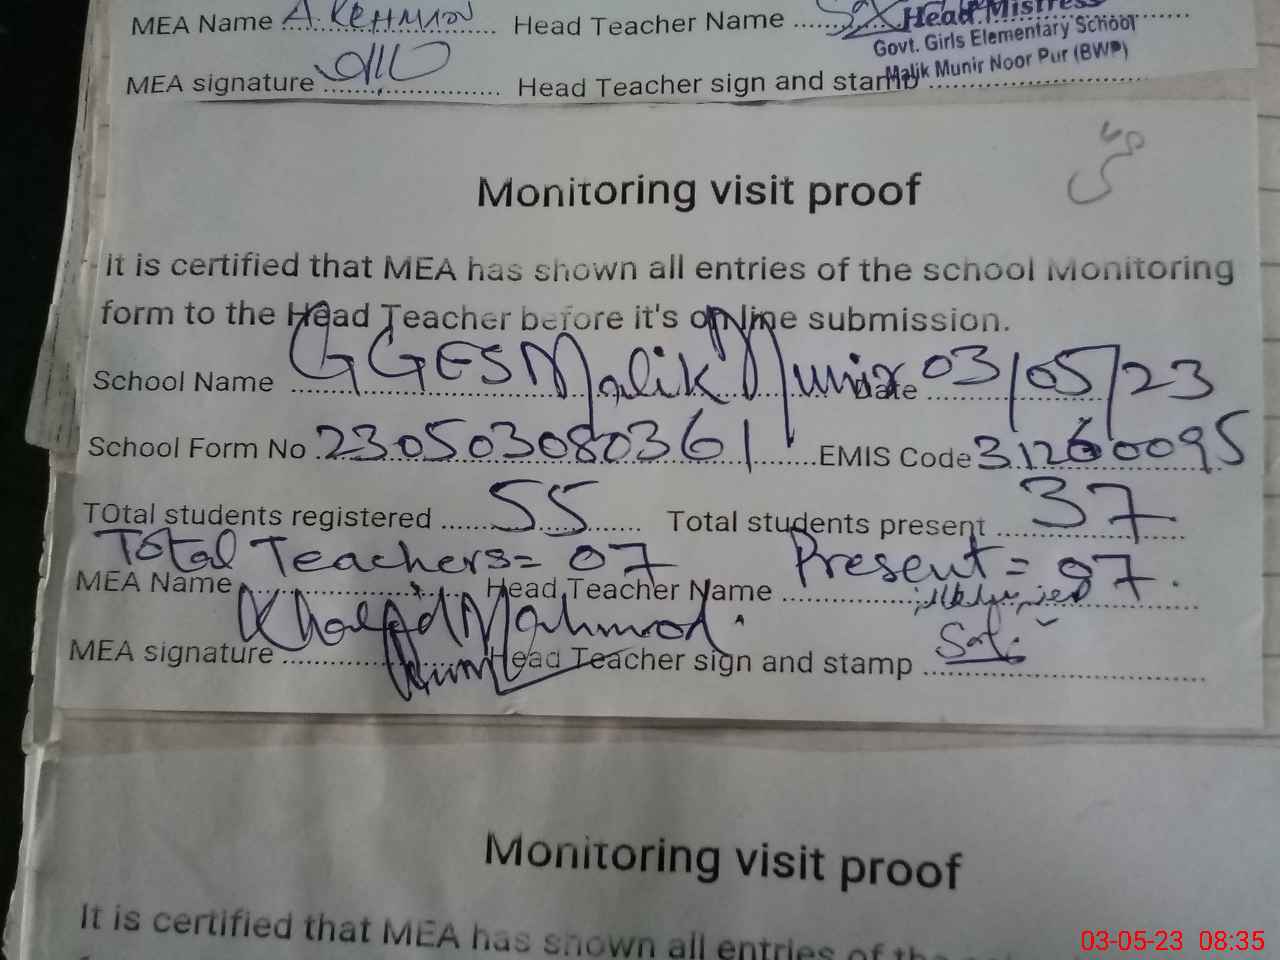 MEA Name A. REHMAN Head Teacher Name
Head Mistress
Govt. Girls Elementary School
Malik Munir Noor Pur (BWP)
MEA signature Head Teacher sign and stamp
Monitoring visit proof
It is certified that MEA has shown all entries of the school Monitoring
form to the Head Teacher before it's online submission.
School Name GGES Malik Munir Date 03/05/23
School Form No 230503080361 EMIS Code 31260095
TOtal students registered 55 Total students present 37
Total Teachers = 07 Present = 07.
MEA Name Khalid Mahmood Head Teacher Name
MEA signature Head Teacher sign and stamp
Monitoring visit proof
It is certified that MEA has shown all entries of the
03-05-23 08:35